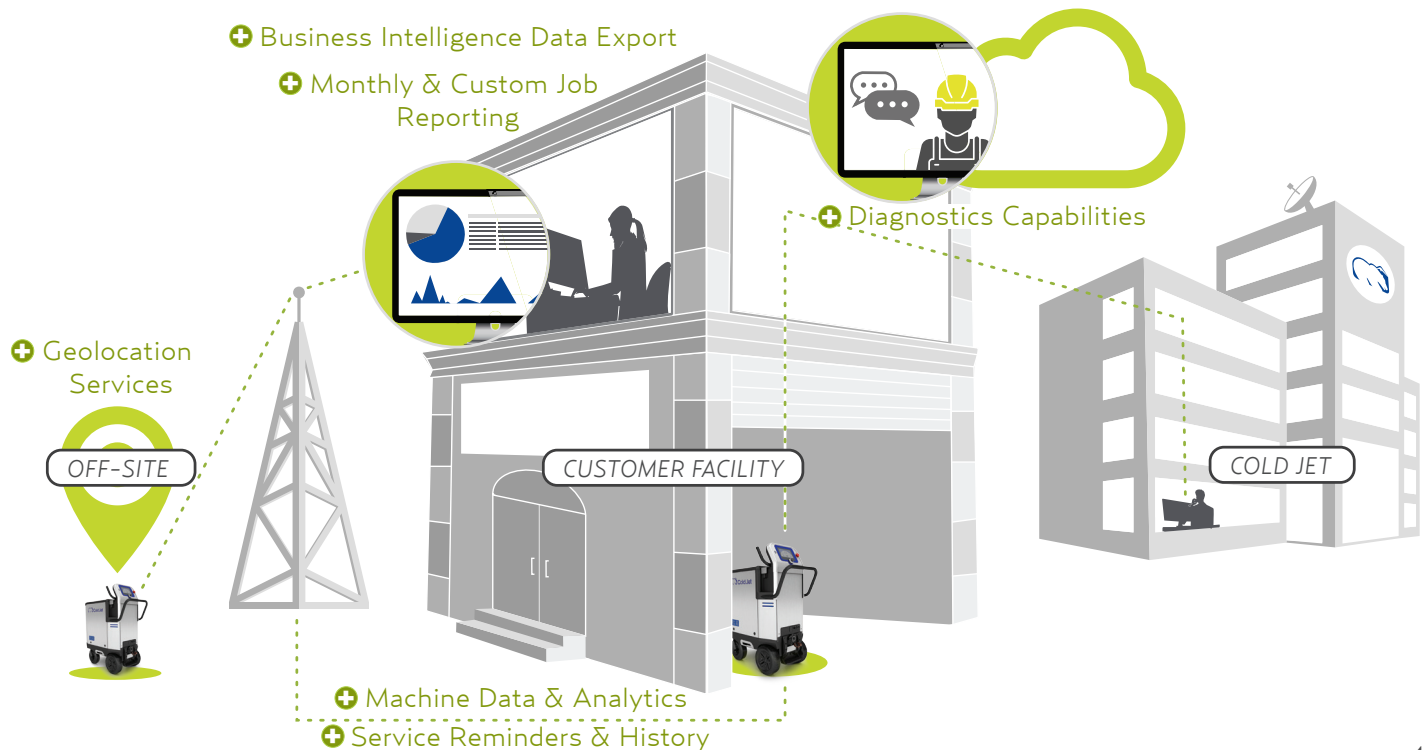 Business Intelligence Data Export
Monthly & Custom Job
Reporting
Diagnostics Capabilities
Geolocation
Services
OFF-SITE
CUSTOMER FACILITY
COLD JET
Machine Data & Analytics
Service Reminders & History